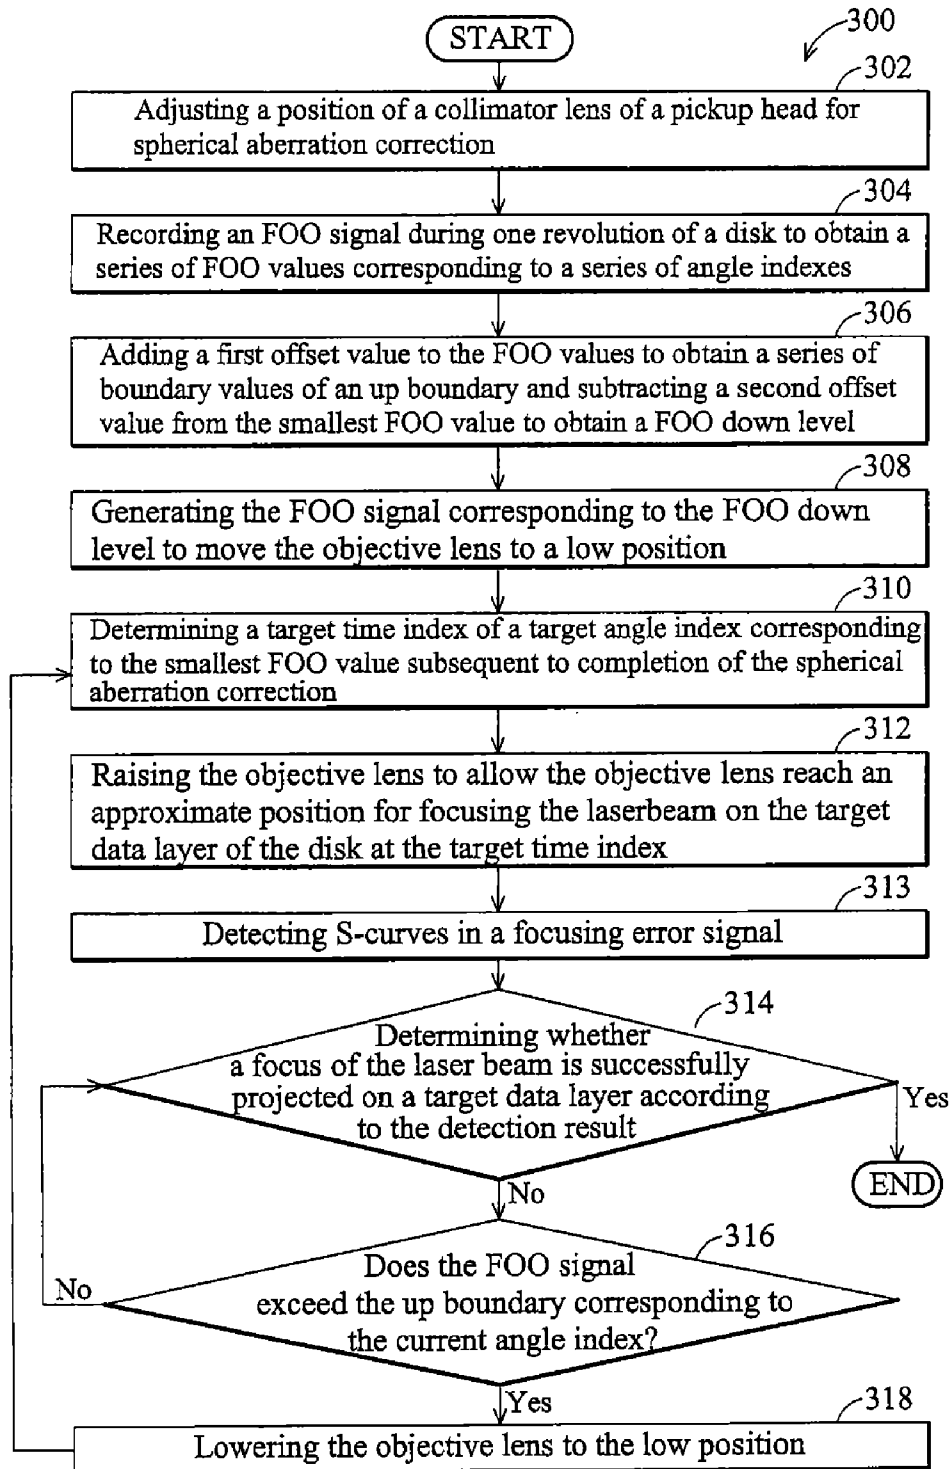 START
300
302
Adjusting a position of a collimator lens of a pickup head for
spherical aberration correction
304
Recording an FOO signal during one revolution of a disk to obtain a
series of FOO values corresponding to a series of angle indexes
306
Adding a first offset value to the FOO values to obtain a series of
boundary values of an up boundary and subtracting a second offset
value from the smallest FOO value to obtain a FOO down level
308
Generating the FOO signal corresponding to the FOO down
level to move the objective lens to a low position
310
Determining a target time index of a target angle index corresponding
to the smallest FOO value subsequent to completion of the spherical
aberration correction
312
Raising the objective lens to allow the objective lens reach an
approximate position for focusing the laserbeam on the target
data layer of the disk at the target time index
313
Detecting S-curves in a focusing error signal
314
Determining whether
a focus of the laser beam is successfully
projected on a target data layer according
to the detection result
Yes
END
No
316
Does the FOO signal
exceed the up boundary corresponding to
the current angle index?
No
Yes
318
Lowering the objective lens to the low position